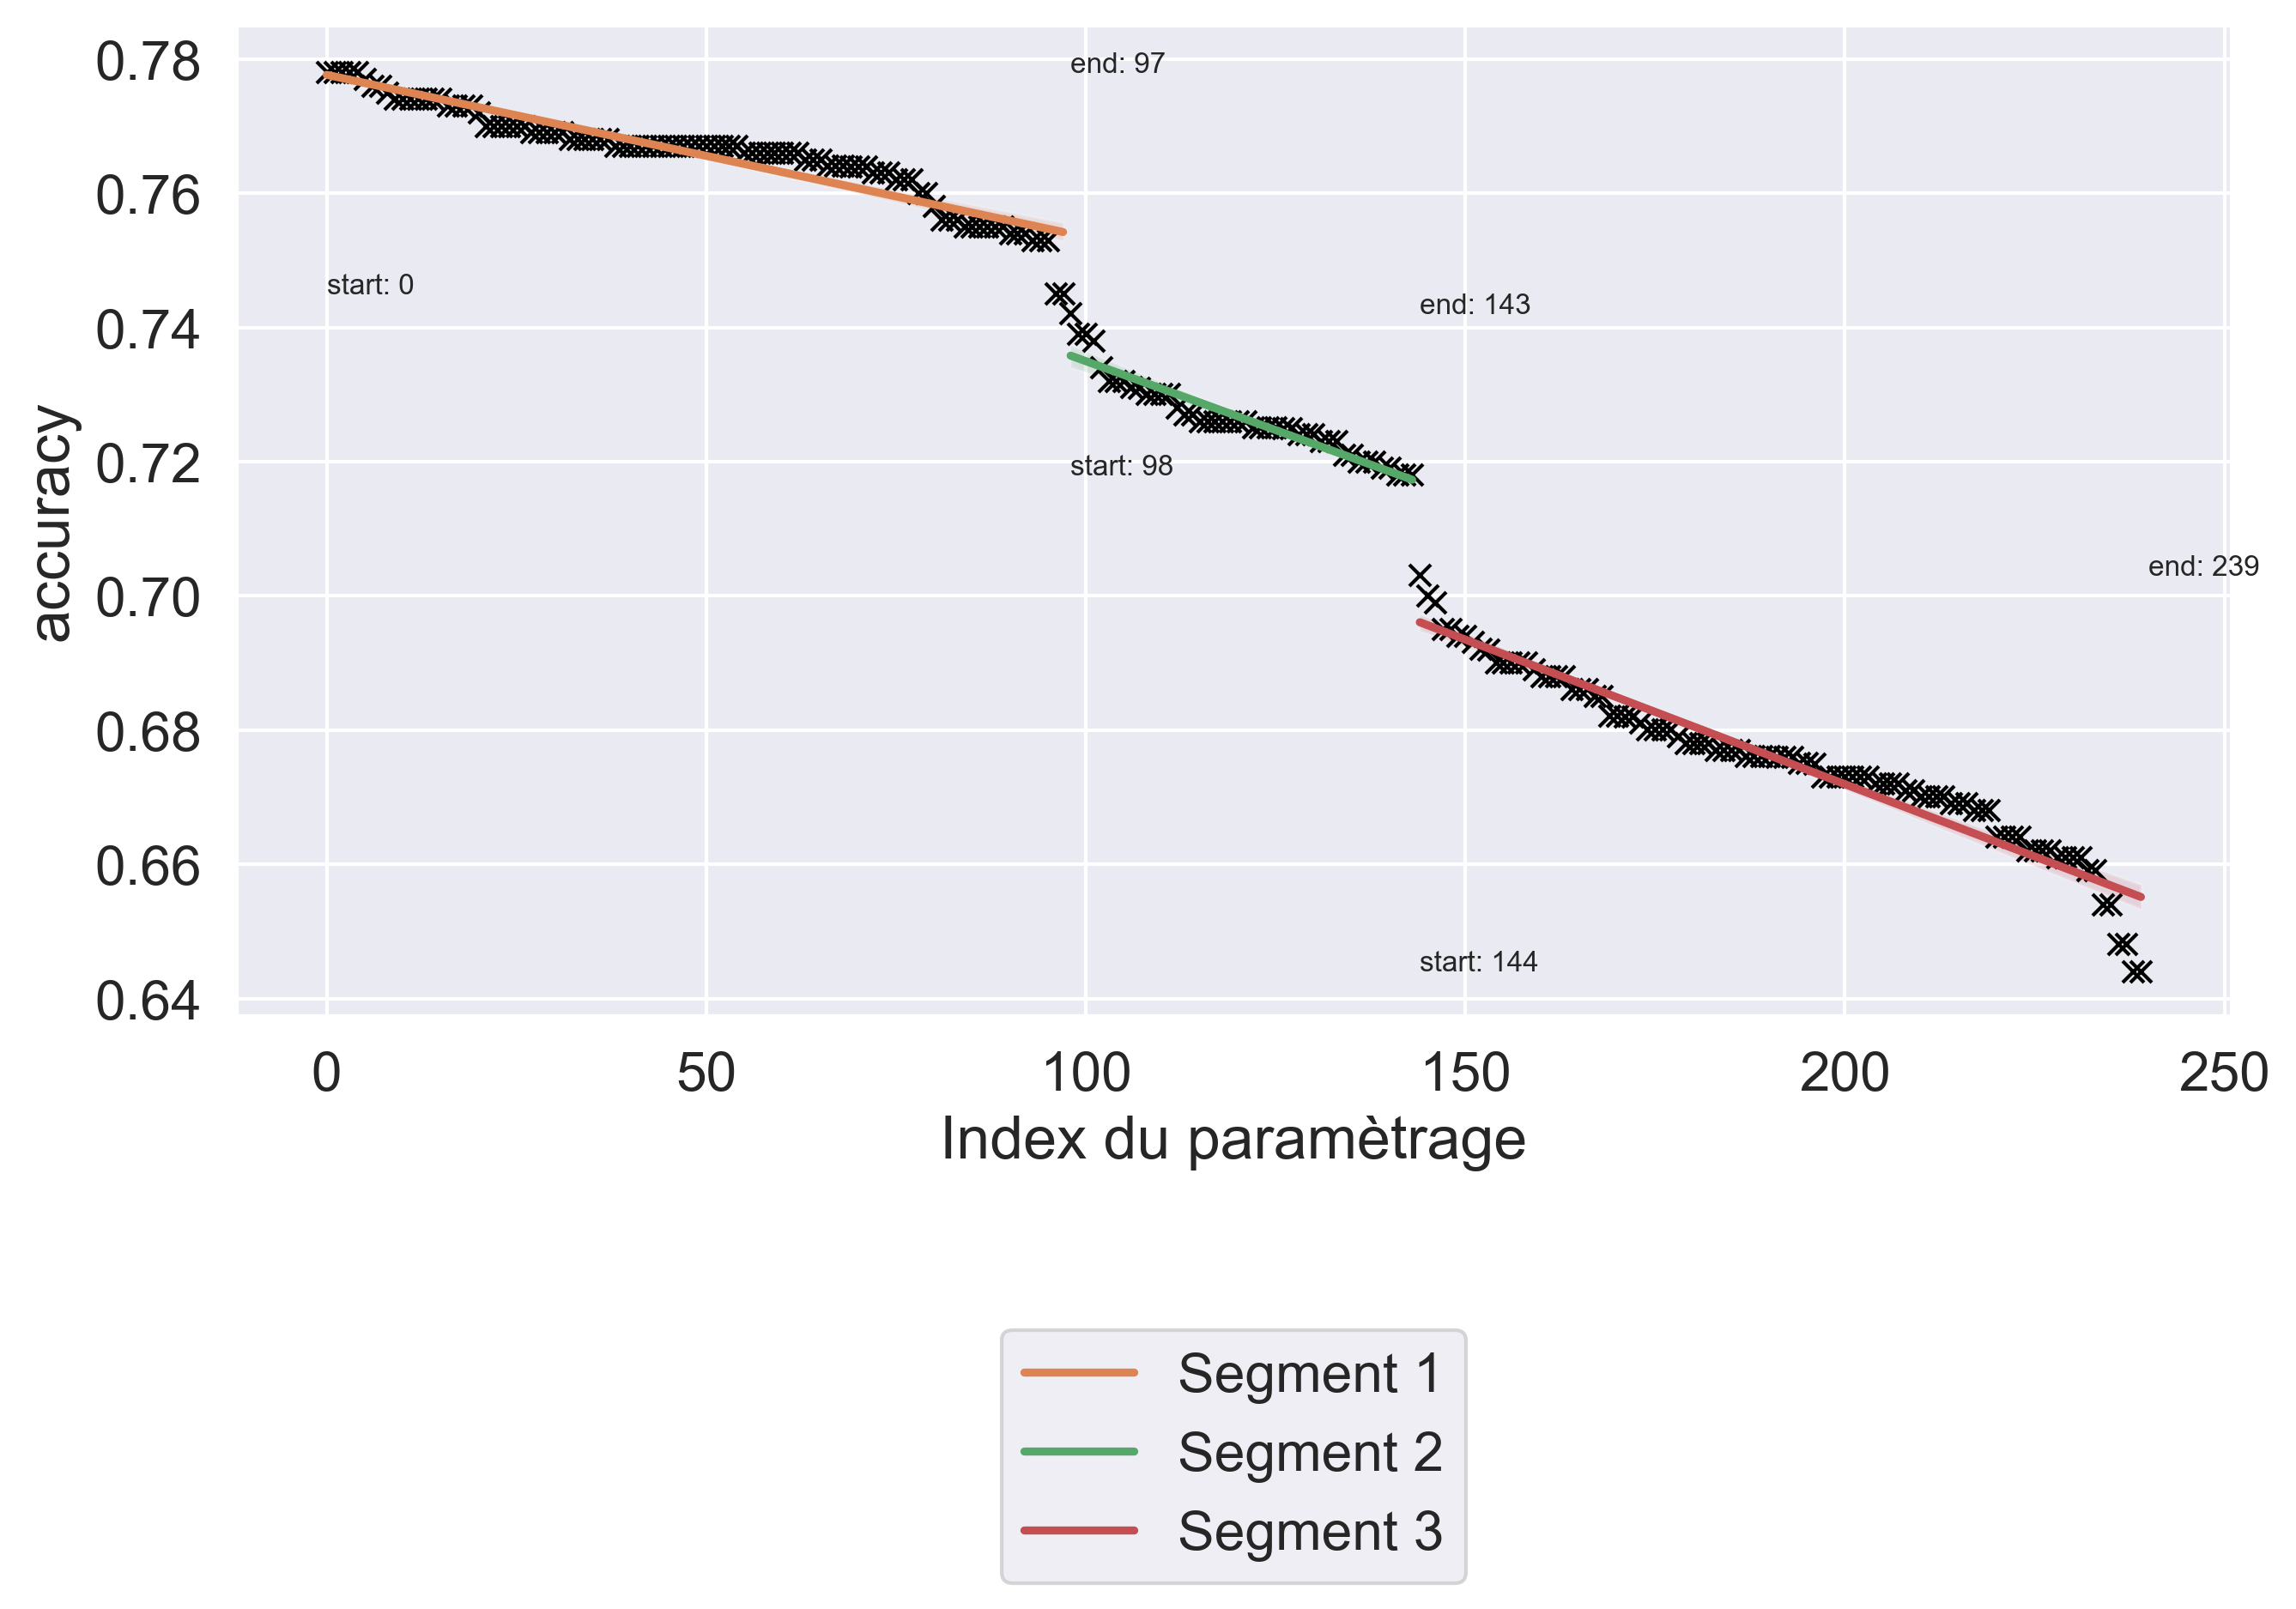 0.78
0.76
0.74
0.72
0.70
0.68
0.66
0.64
accuracy
end: 97
start: 0
end: 143
start: 98
end: 239
start: 144
0 50 100 150 200 250
Index du paramètrage
Segment 1
Segment 2
Segment 3